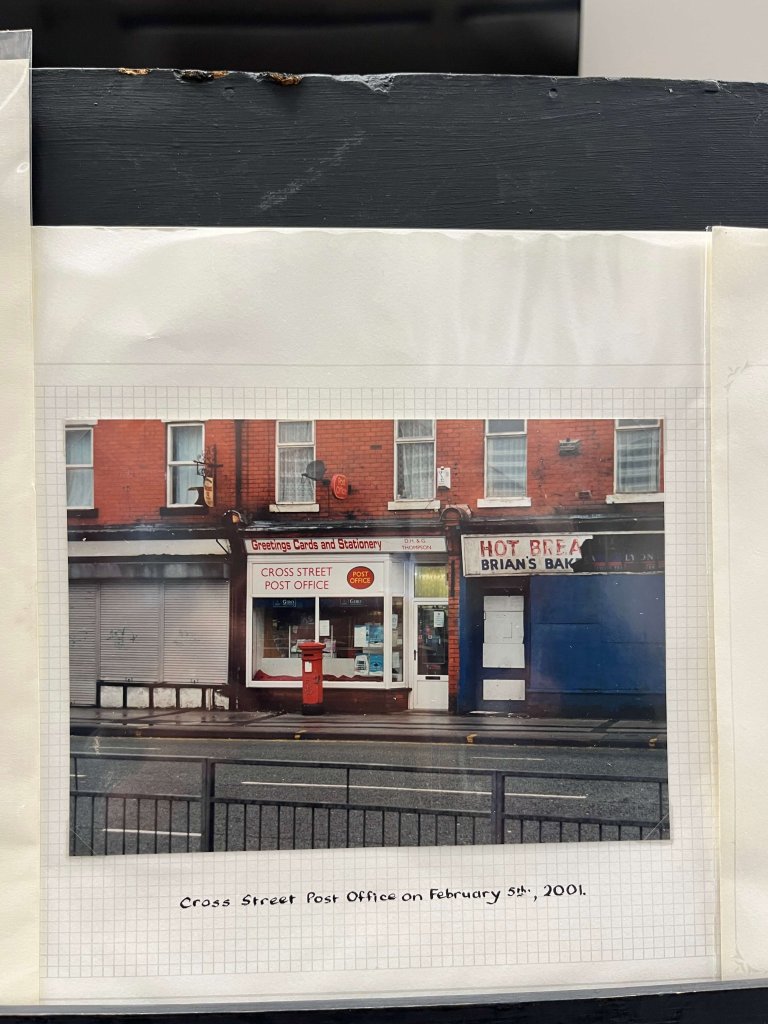 Greetings Cards and Stationery
D.H. & G.
THOMPSON
CROSS STREET
POST OFFICE
POST
OFFICE
HOT BREA
BRIAN'S BAK
LYON
Cross Street Post Office on February 5th., 2001.